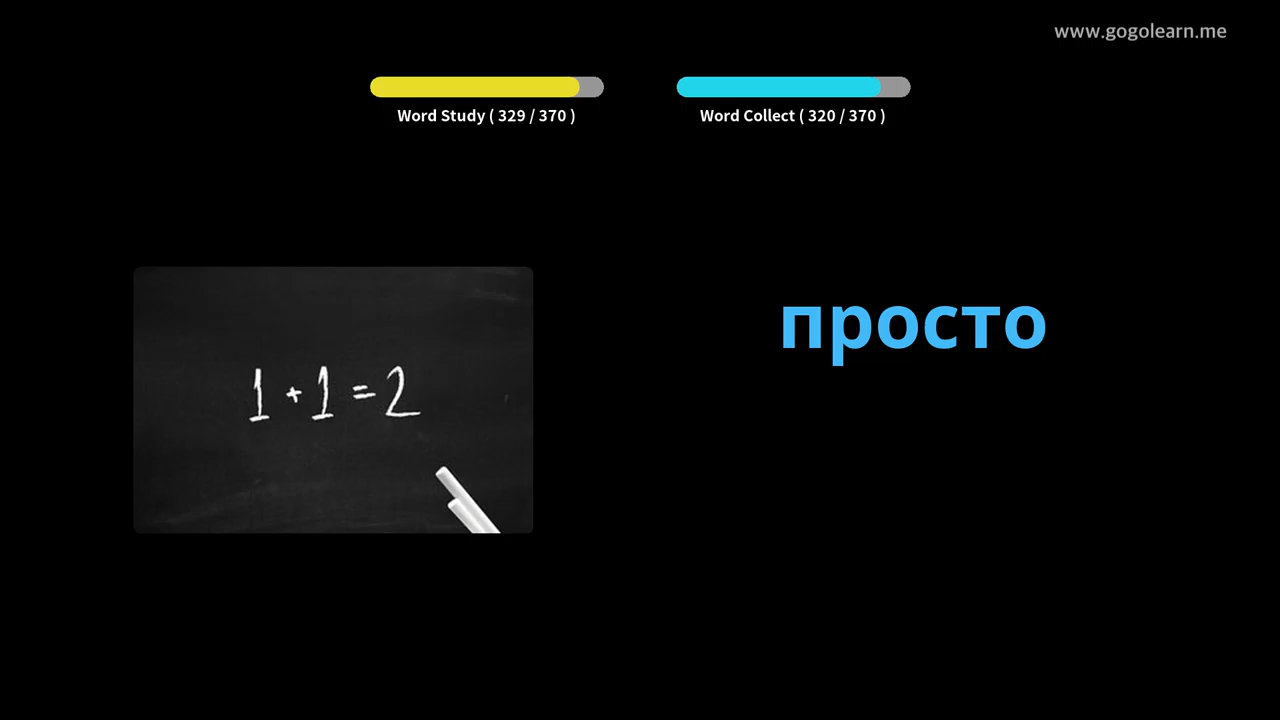 www.gogolearn.me
Word Study ( 329 / 370 )
Word Collect ( 320 / 370 )
просто
1 + 1 = 2